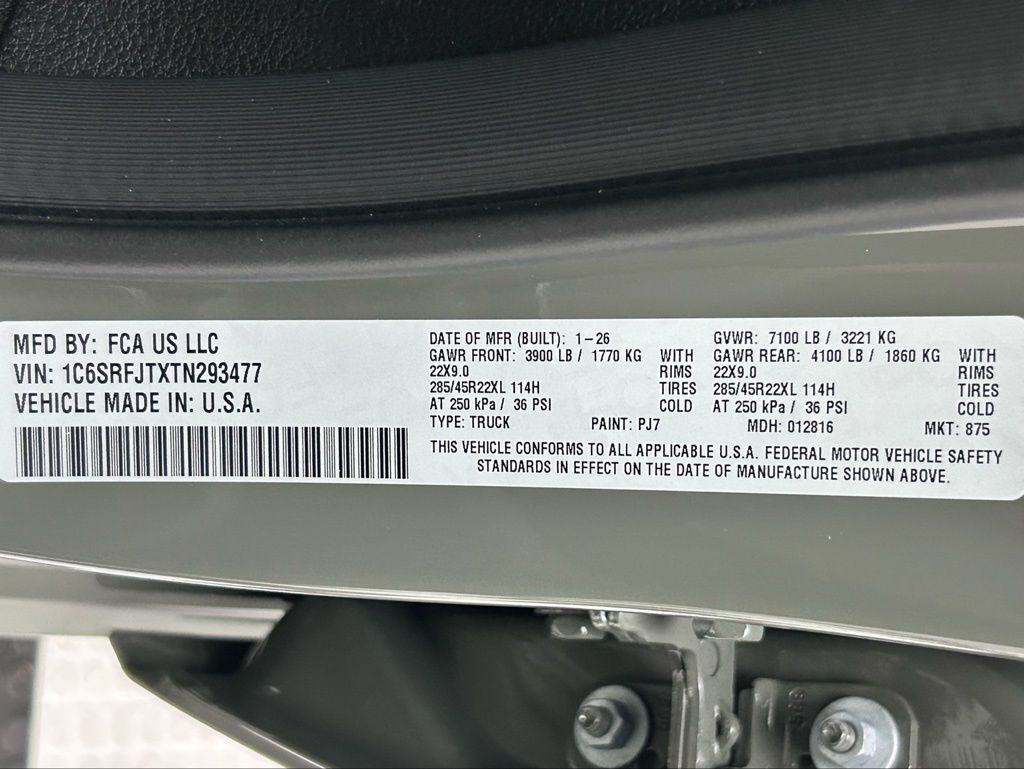 MFD BY: FCA US LLC
VIN: 1C6SRFJTXTN293477
VEHICLE MADE IN: U.S.A.
DATE OF MFR (BUILT): 1-26
GAWR FRONT: 3900 LB / 1770 KG WITH
22X9.0 RIMS
285/45R22XL 114H TIRES
AT 250 kPa / 36 PSI COLD
TYPE: TRUCK PAINT: PJ7
GVWR: 7100 LB / 3221 KG
GAWR REAR: 4100 LB / 1860 KG WITH
22X9.0 RIMS
285/45R22XL 114H TIRES
AT 250 kPa / 36 PSI COLD
MDH: 012816 MKT: 875
THIS VEHICLE CONFORMS TO ALL APPLICABLE U.S.A. FEDERAL MOTOR VEHICLE SAFETY
STANDARDS IN EFFECT ON THE DATE OF MANUFACTURE SHOWN ABOVE.